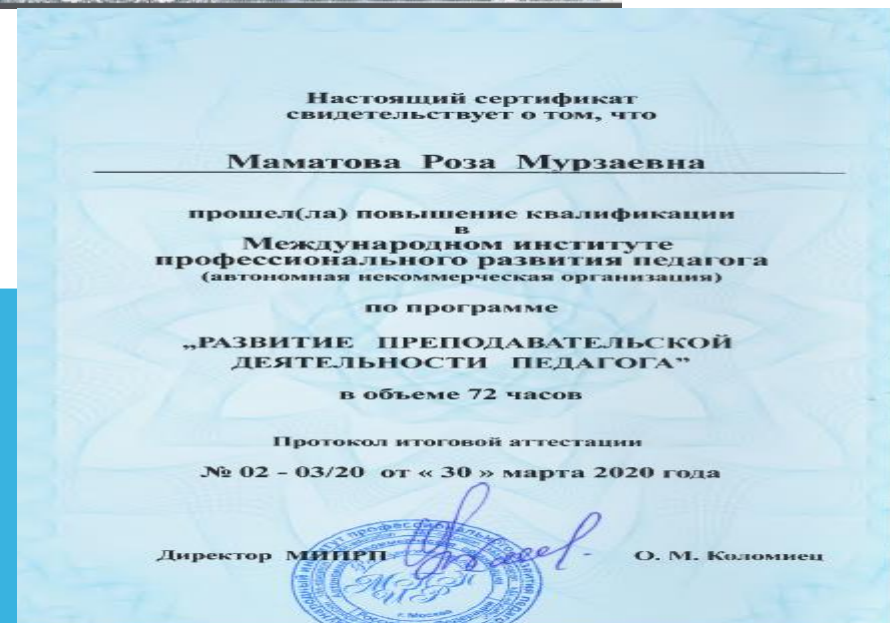 Настоящий сертификат
свидетельствует о том, что
Маматова Роза Мурзаевна
прошел(ла) повышение квалификации
в
Международном институте
профессионального развития педагога
(автономная некоммерческая организация)
по программе
„РАЗВИТИЕ ПРЕПОДАВАТЕЛЬСКОЙ
ДЕЯТЕЛЬНОСТИ ПЕДАГОГА”
в объеме 72 часов
Протокол итоговой аттестации
№ 02 - 03/20 от « 30 » марта 2020 года
Директор МИПРП О. М. Коломиец
г. Москва